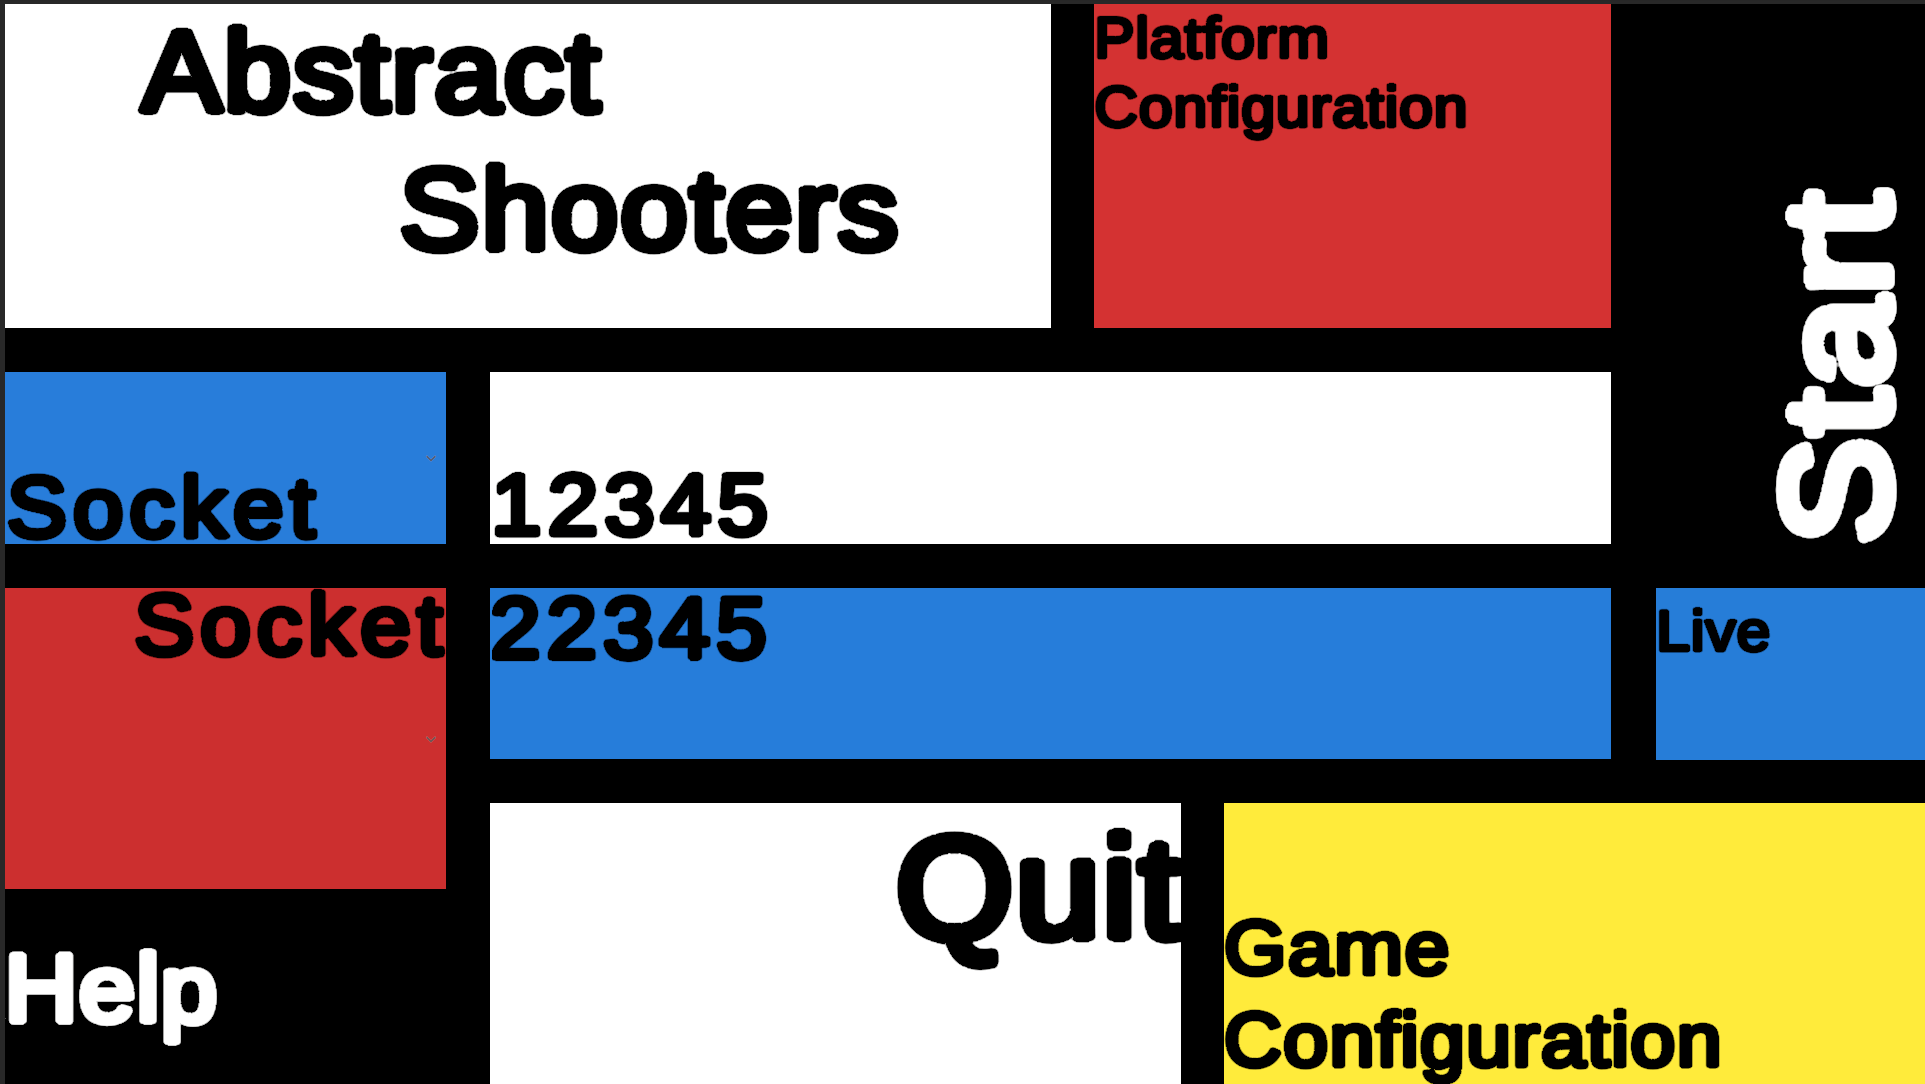 Abstract
Shooters
Platform
Configuration
Start
Socket
12345
Socket
22345
Live
Quit
Game
Configuration
Help